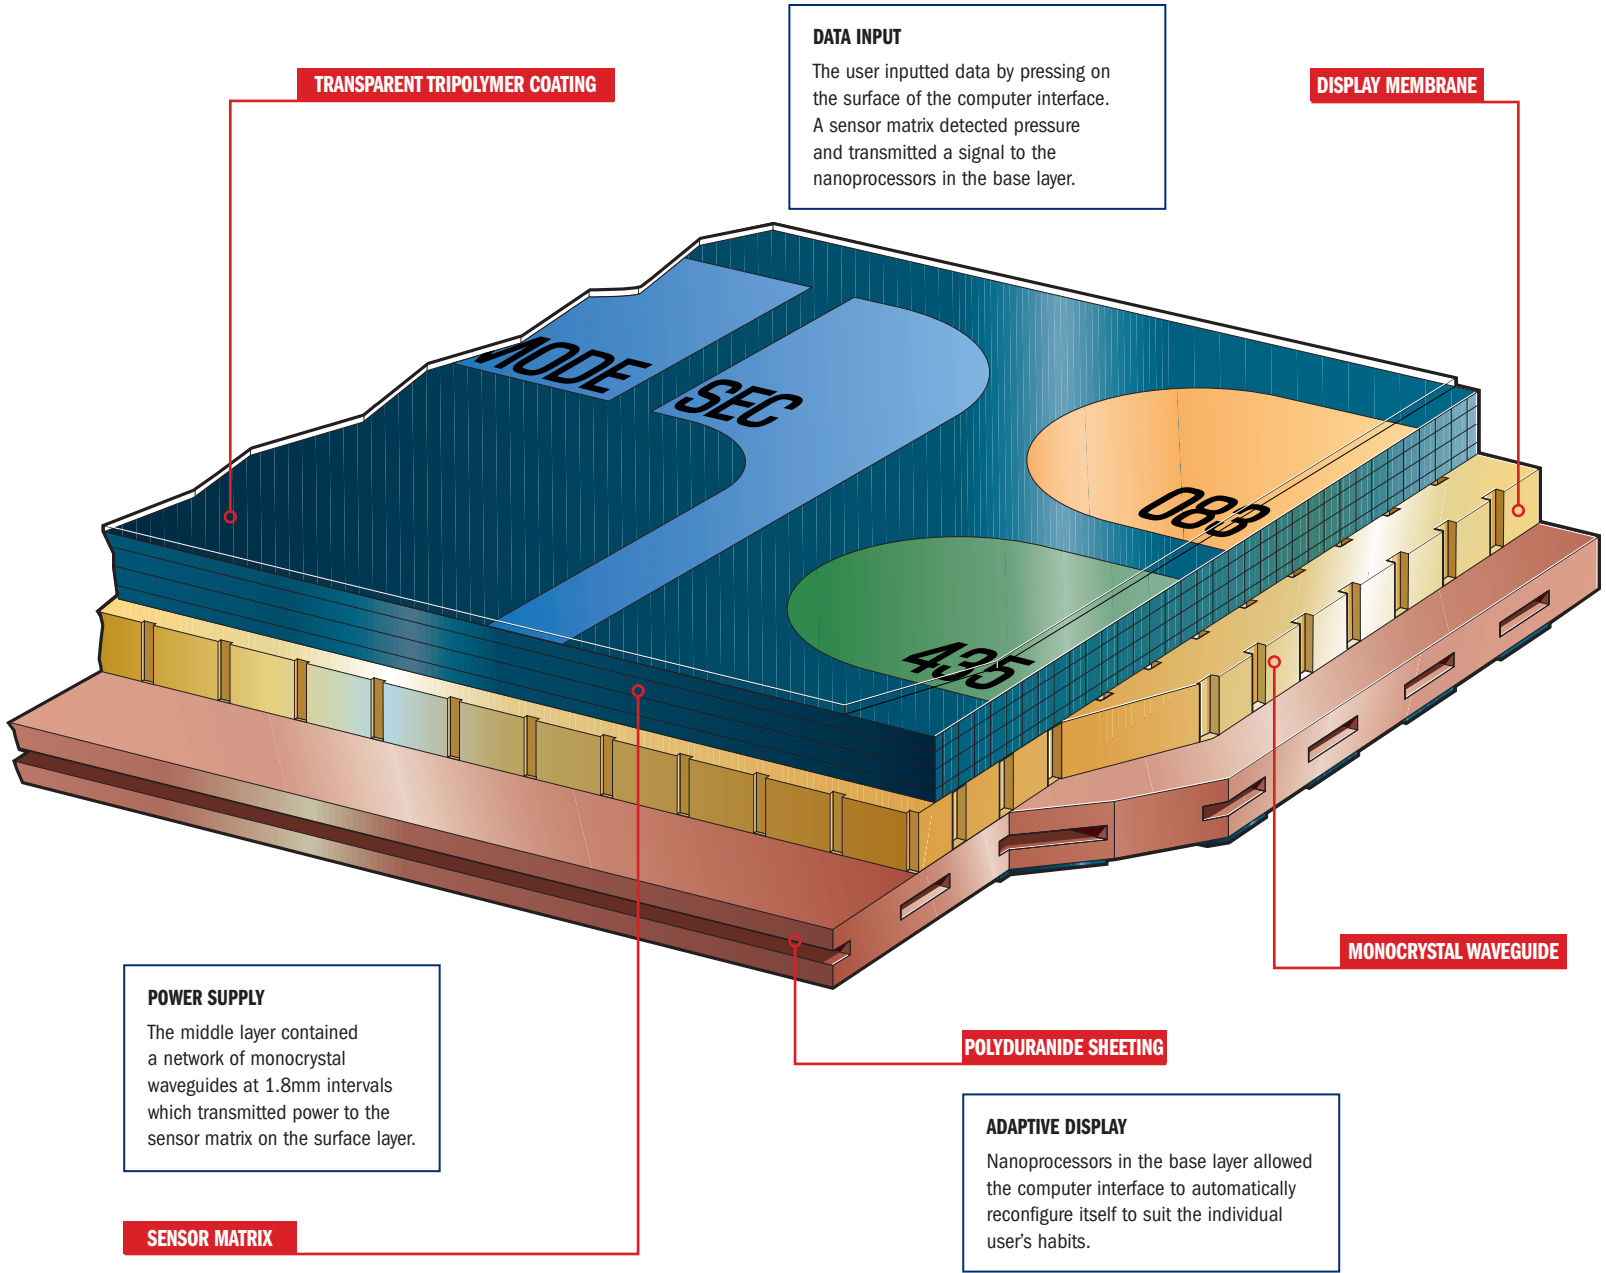 DATA INPUT
The user inputted data by pressing on
the surface of the computer interface.
A sensor matrix detected pressure
and transmitted a signal to the
nanoprocessors in the base layer.
TRANSPARENT TRIPOLYMER COATING
DISPLAY MEMBRANE
MODE
SEC
083
435
MONOCRYSTAL WAVEGUIDE
POWER SUPPLY
The middle layer contained
a network of monocrystal
waveguides at 1.8mm intervals
which transmitted power to the
sensor matrix on the surface layer.
POLYDURANIDE SHEETING
ADAPTIVE DISPLAY
Nanoprocessors in the base layer allowed
the computer interface to automatically
reconfigure itself to suit the individual
user's habits.
SENSOR MATRIX